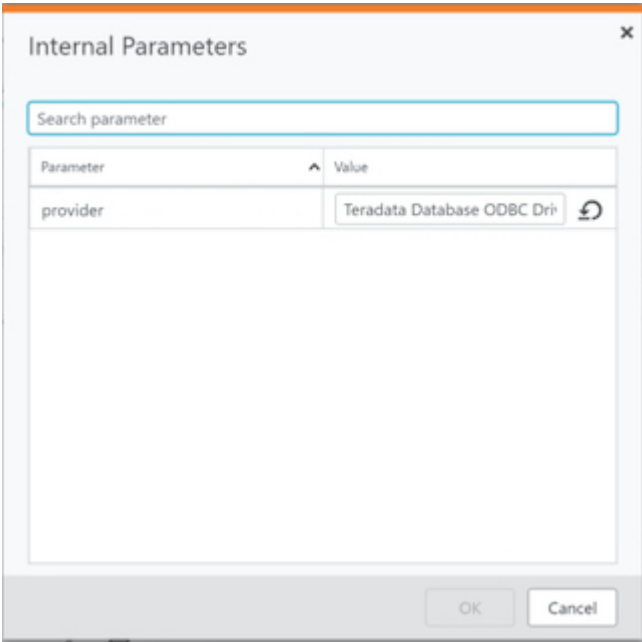 Internal Parameters
Search parameter
Parameter Value
provider Teradata Database ODBC Dri
OK Cancel